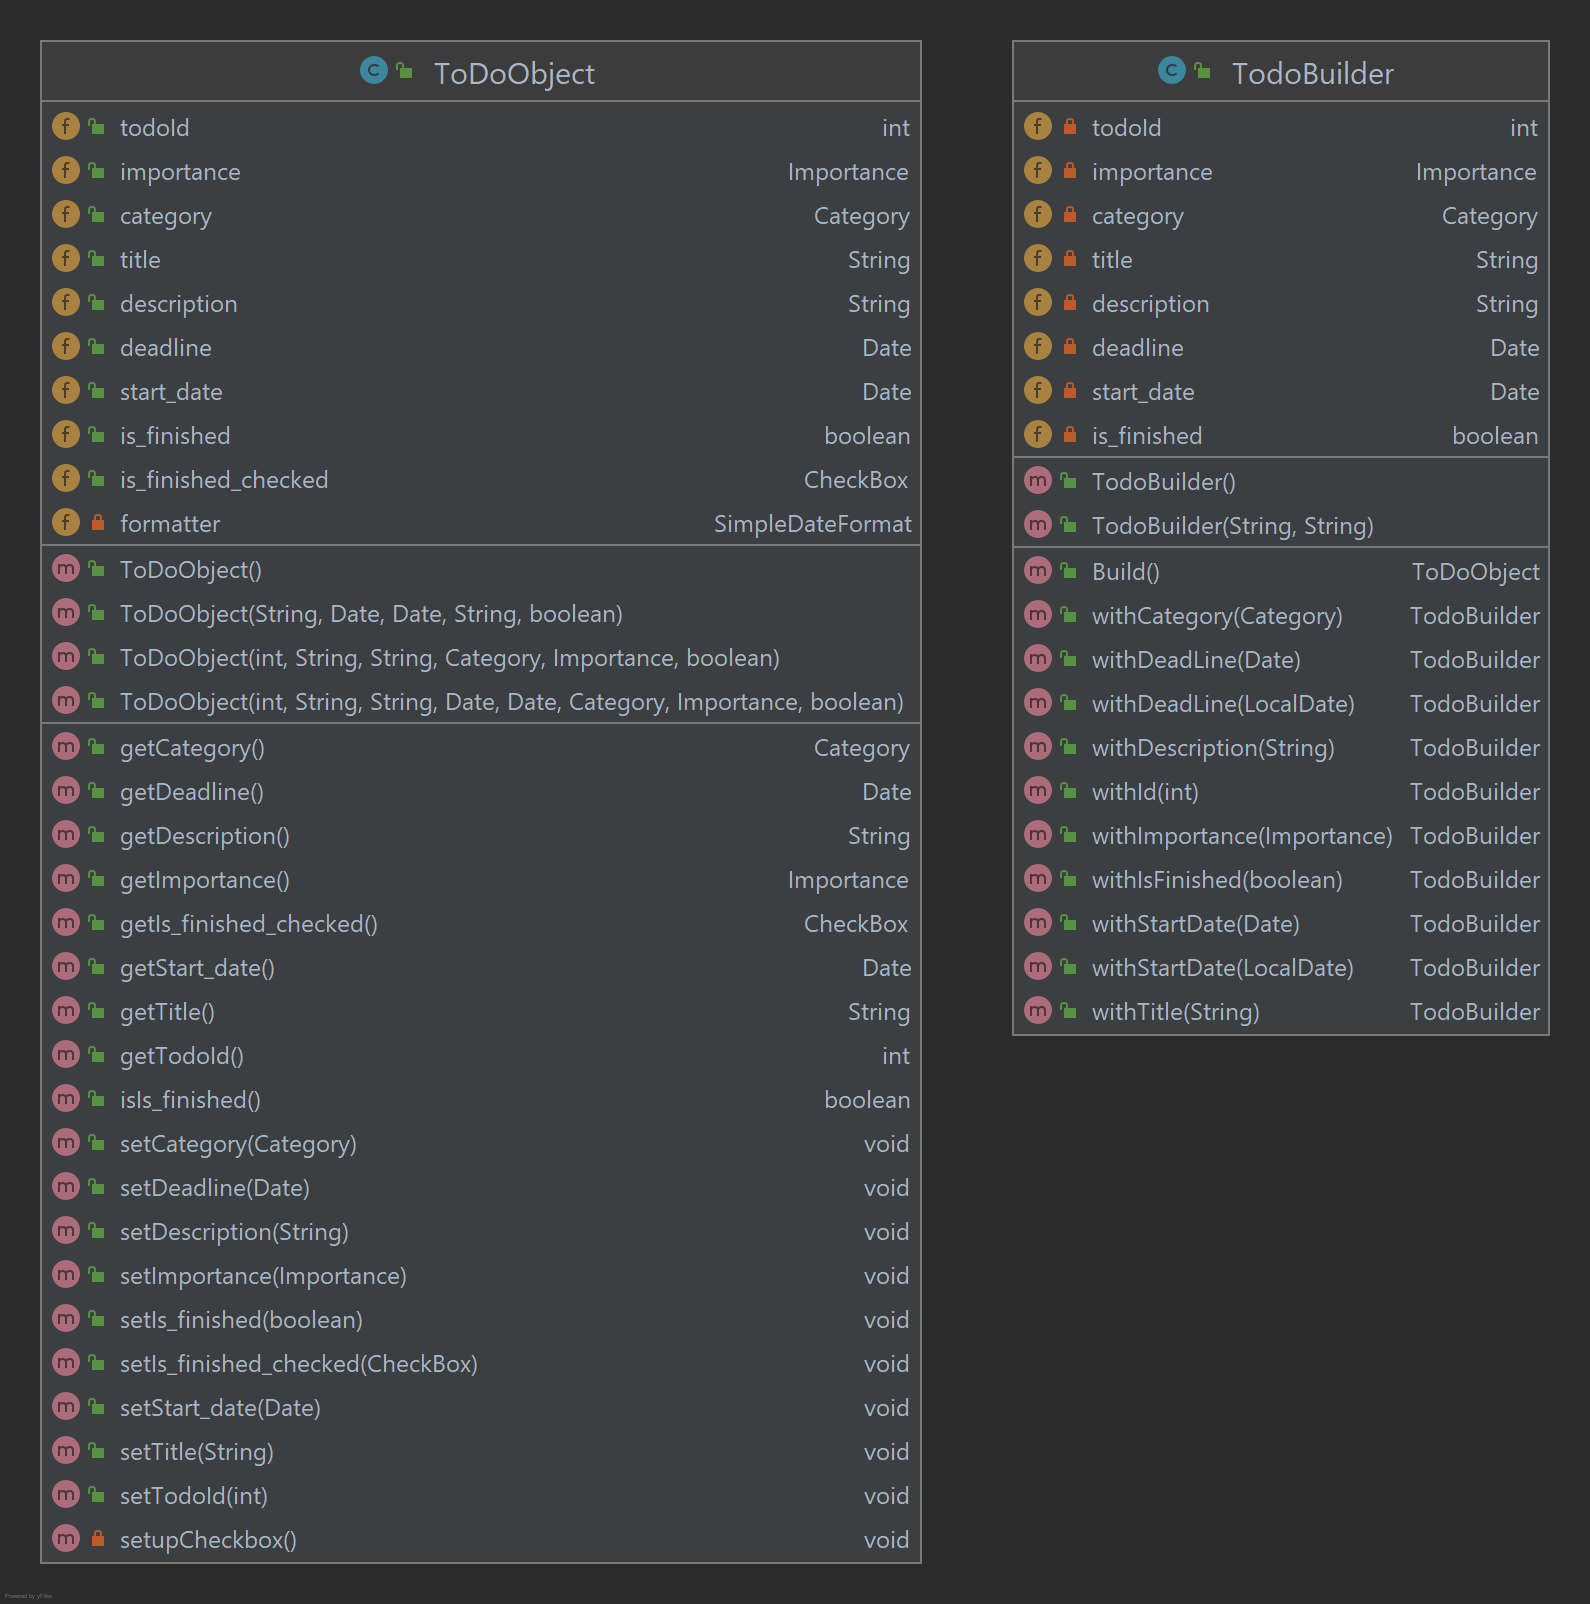 ToDoObject
todoId int
importance Importance
category Category
title String
description String
deadline Date
start_date Date
is_finished boolean
is_finished_checked CheckBox
formatter SimpleDateFormat
ToDoObject()
ToDoObject(String, Date, Date, String, boolean)
ToDoObject(int, String, String, Category, Importance, boolean)
ToDoObject(int, String, String, Date, Date, Category, Importance, boolean)
getCategory() Category
getDeadline() Date
getDescription() String
getImportance() Importance
getIs_finished_checked() CheckBox
getStart_date() Date
getTitle() String
getTodoId() int
isIs_finished() boolean
setCategory(Category) void
setDeadline(Date) void
setDescription(String) void
setImportance(Importance) void
setIs_finished(boolean) void
setIs_finished_checked(CheckBox) void
setStart_date(Date) void
setTitle(String) void
setTodoId(int) void
setupCheckbox() void
TodoBuilder
todoId int
importance Importance
category Category
title String
description String
deadline Date
start_date Date
is_finished boolean
TodoBuilder()
TodoBuilder(String, String)
Build() ToDoObject
withCategory(Category) TodoBuilder
withDeadLine(Date) TodoBuilder
withDeadLine(LocalDate) TodoBuilder
withDescription(String) TodoBuilder
withId(int) TodoBuilder
withImportance(Importance) TodoBuilder
withIsFinished(boolean) TodoBuilder
withStartDate(Date) TodoBuilder
withStartDate(LocalDate) TodoBuilder
withTitle(String) TodoBuilder
Powered by yFiles